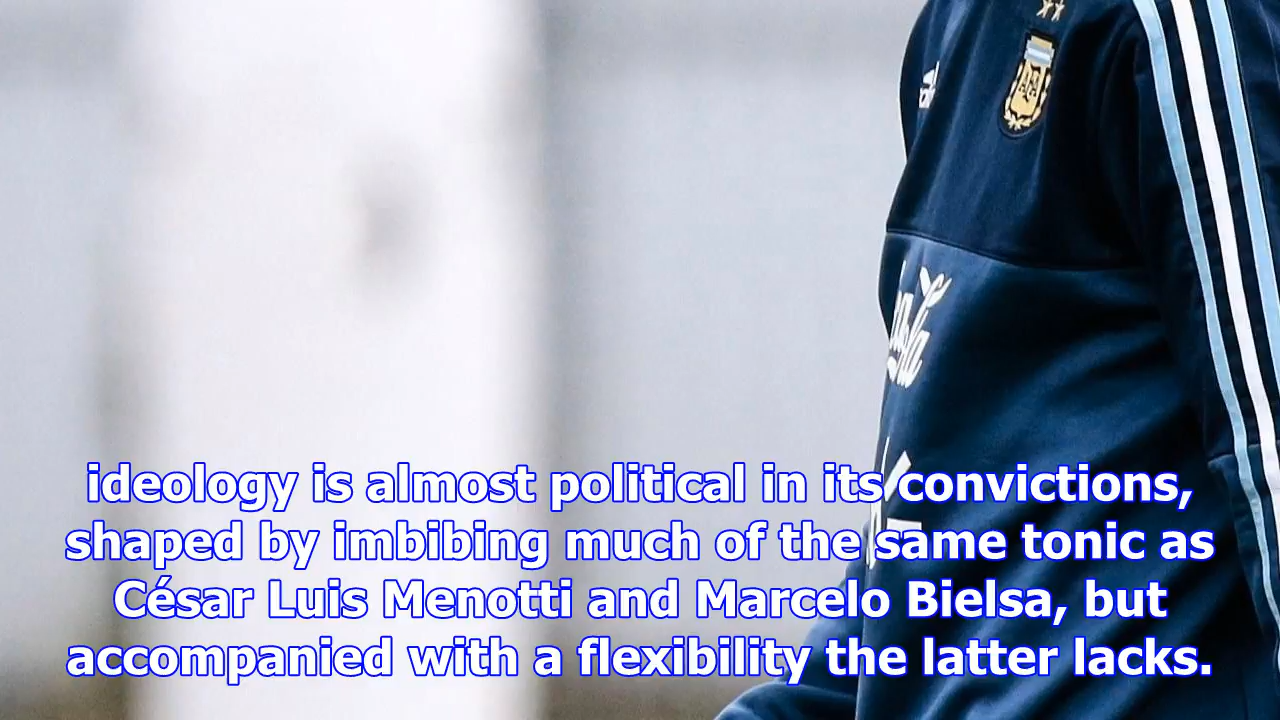 ideology is almost political in its convictions,
shaped by imbibing much of the same tonic as
César Luis Menotti and Marcelo Bielsa, but
accompanied with a flexibility the latter lacks.